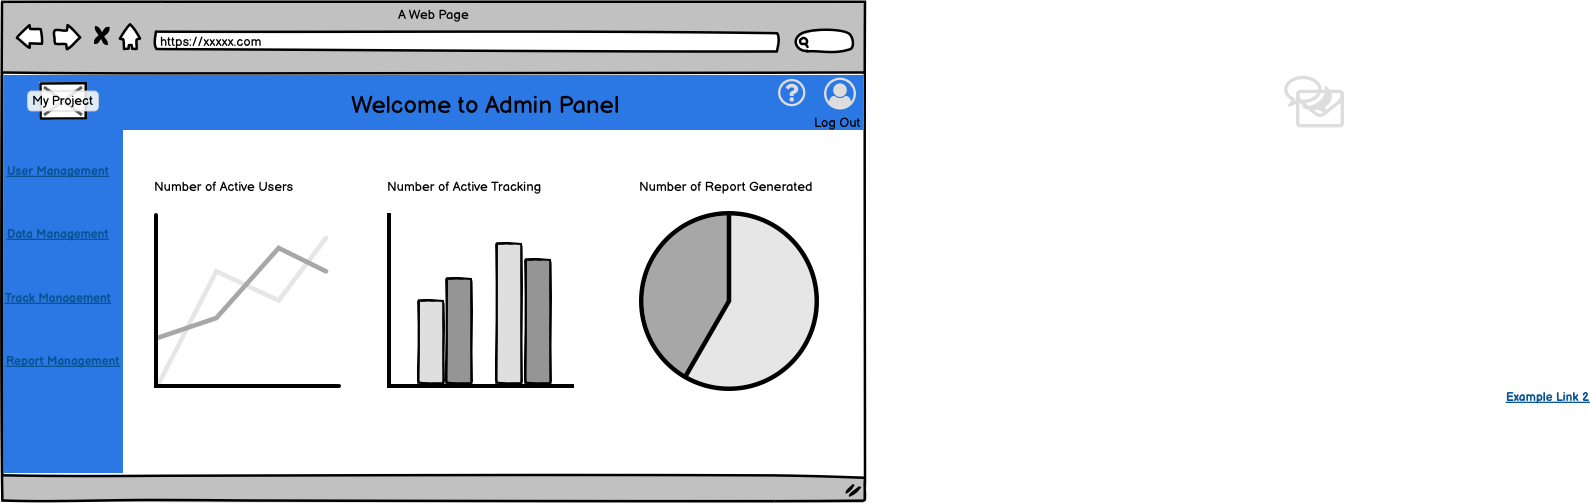 A Web Page
https://xxxxx.com
My Project
Welcome to Admin Panel
?
Log Out
User Management
Data Management
Track Management
Report Management
Number of Active Users
Number of Active Tracking
Number of Report Generated
Example Link 2